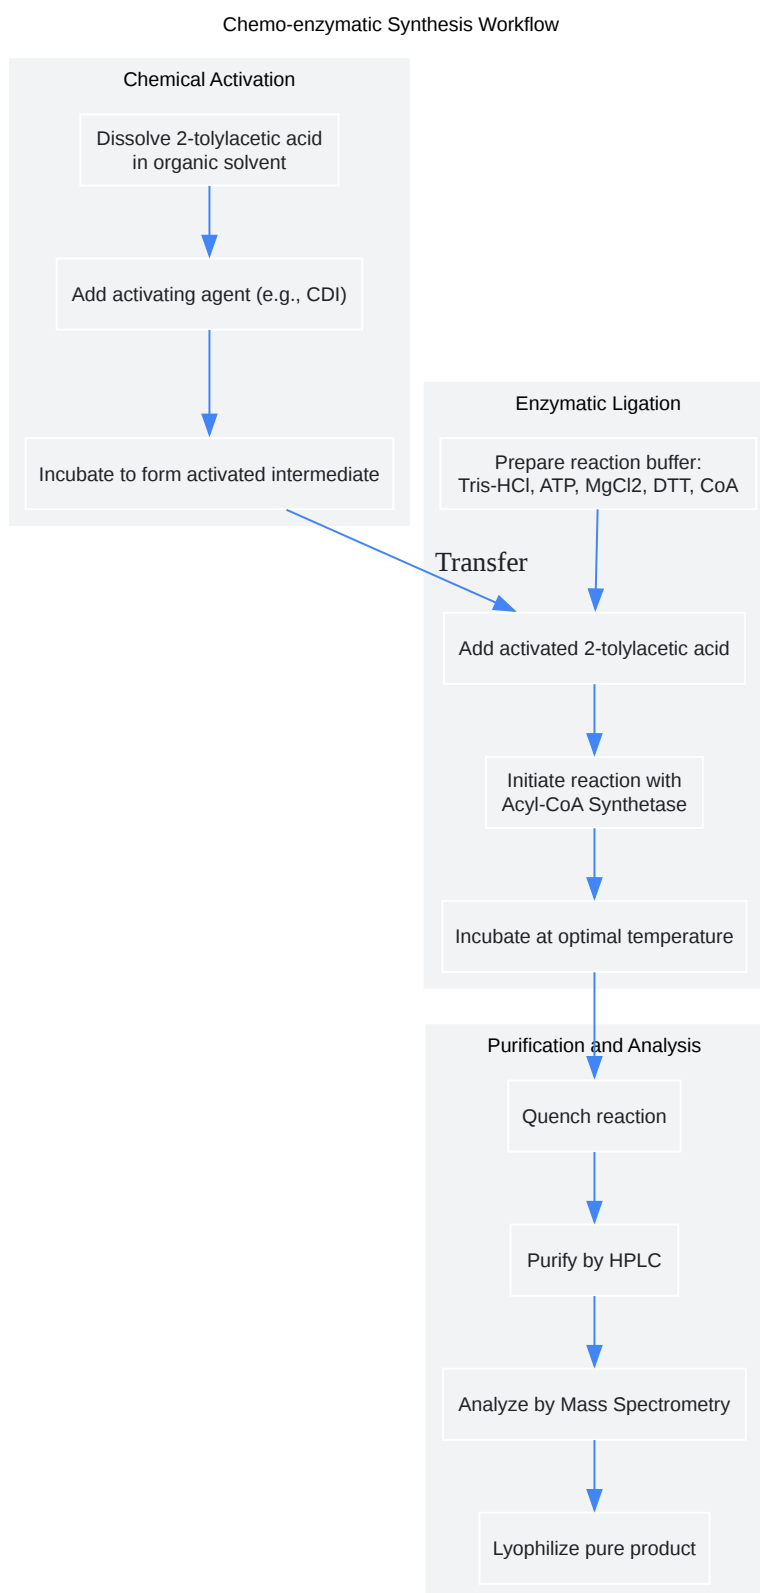 Chemo-enzymatic Synthesis Workflow
Chemical Activation
Dissolve 2-tolylacetic acid
in organic solvent
Add activating agent (e.g., CDI)
Incubate to form activated intermediate
Enzymatic Ligation
Prepare reaction buffer:
Tris-HCl, ATP, MgCl2, DTT, CoA
Transfer
Add activated 2-tolylacetic acid
Initiate reaction with
Acyl-CoA Synthetase
Incubate at optimal temperature
Purification and Analysis
Quench reaction
Purify by HPLC
Analyze by Mass Spectrometry
Lyophilize pure product